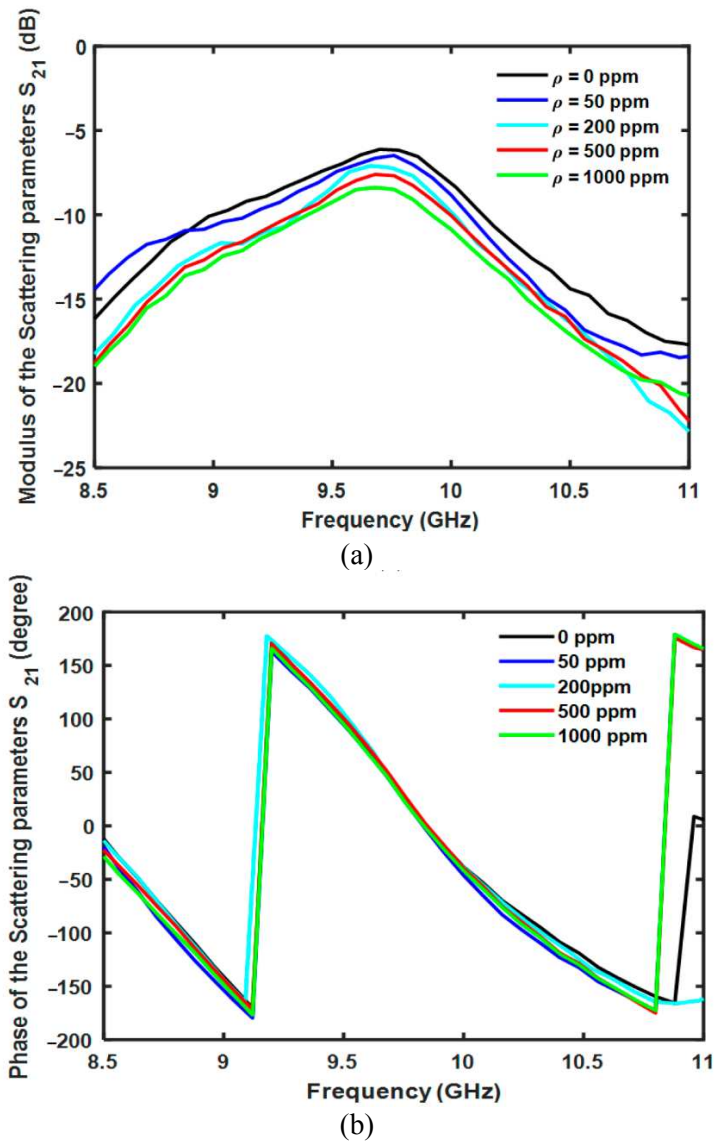 Modulus of the Scattering parameters S21 (dB)
0
−5
−10
−15
−20
−25
ρ = 0 ppm
ρ = 50 ppm
ρ = 200 ppm
ρ = 500 ppm
ρ = 1000 ppm
8.5 9 9.5 10 10.5 11
Frequency (GHz)
(a)
Phase of the Scattering parameters S 21 (degree)
200
150
100
50
0
−50
−100
−150
−200
0 ppm
50 ppm
200ppm
500 ppm
1000 ppm
8.5 9 9.5 10 10.5 11
Frequency (GHz)
(b)